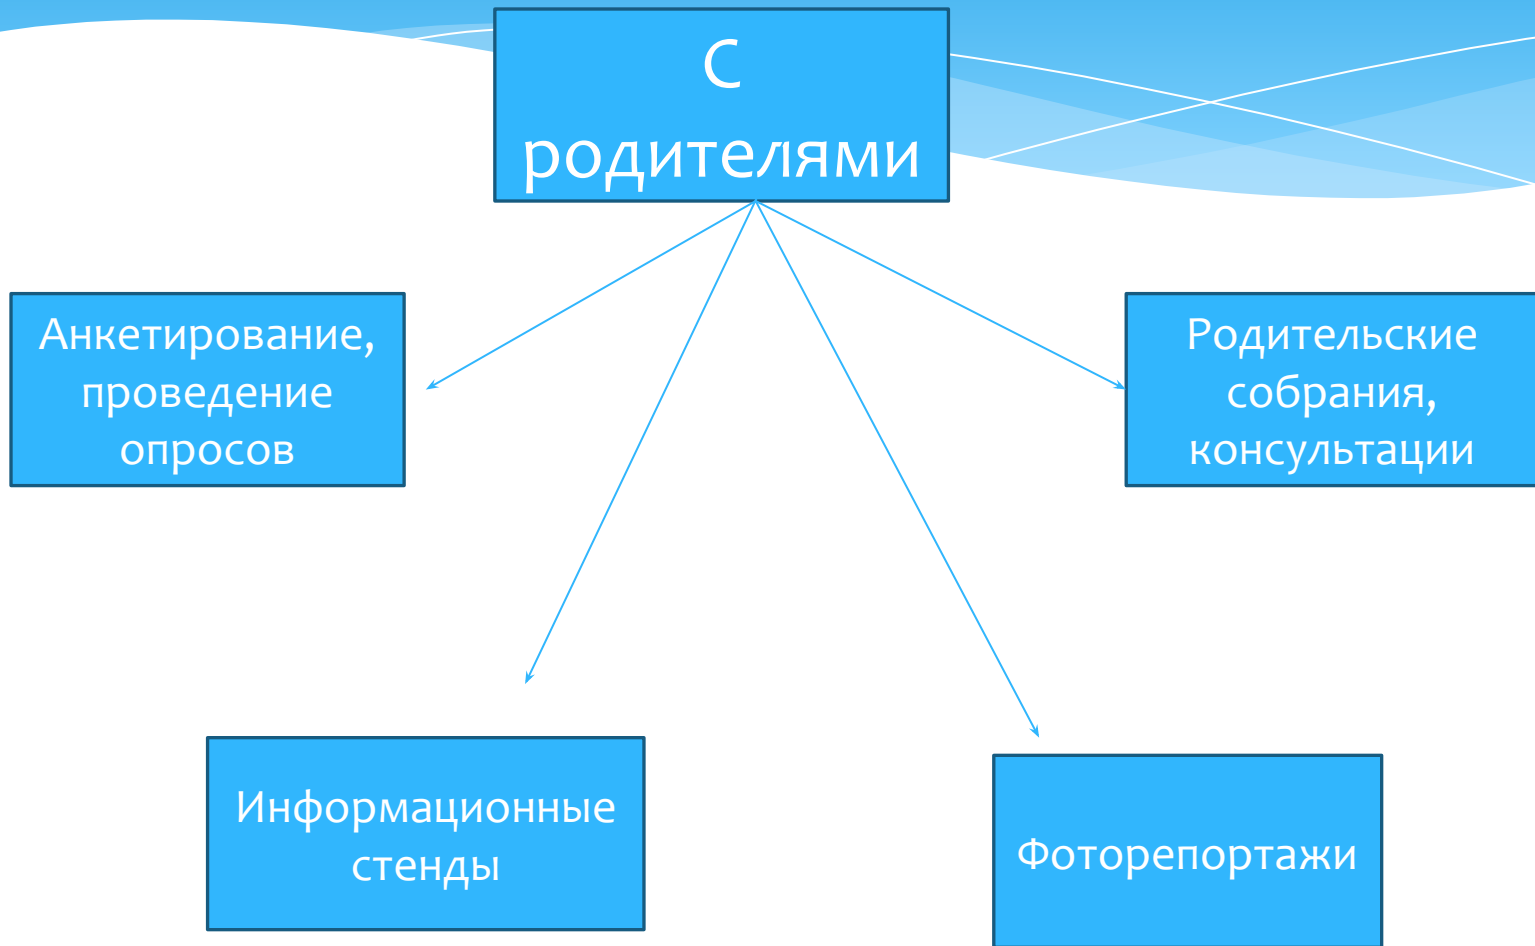 С
родителями
Анкетирование,
проведение
опросов
Родительские
собрания,
консультации
Информационные
стенды
Фоторепортажи